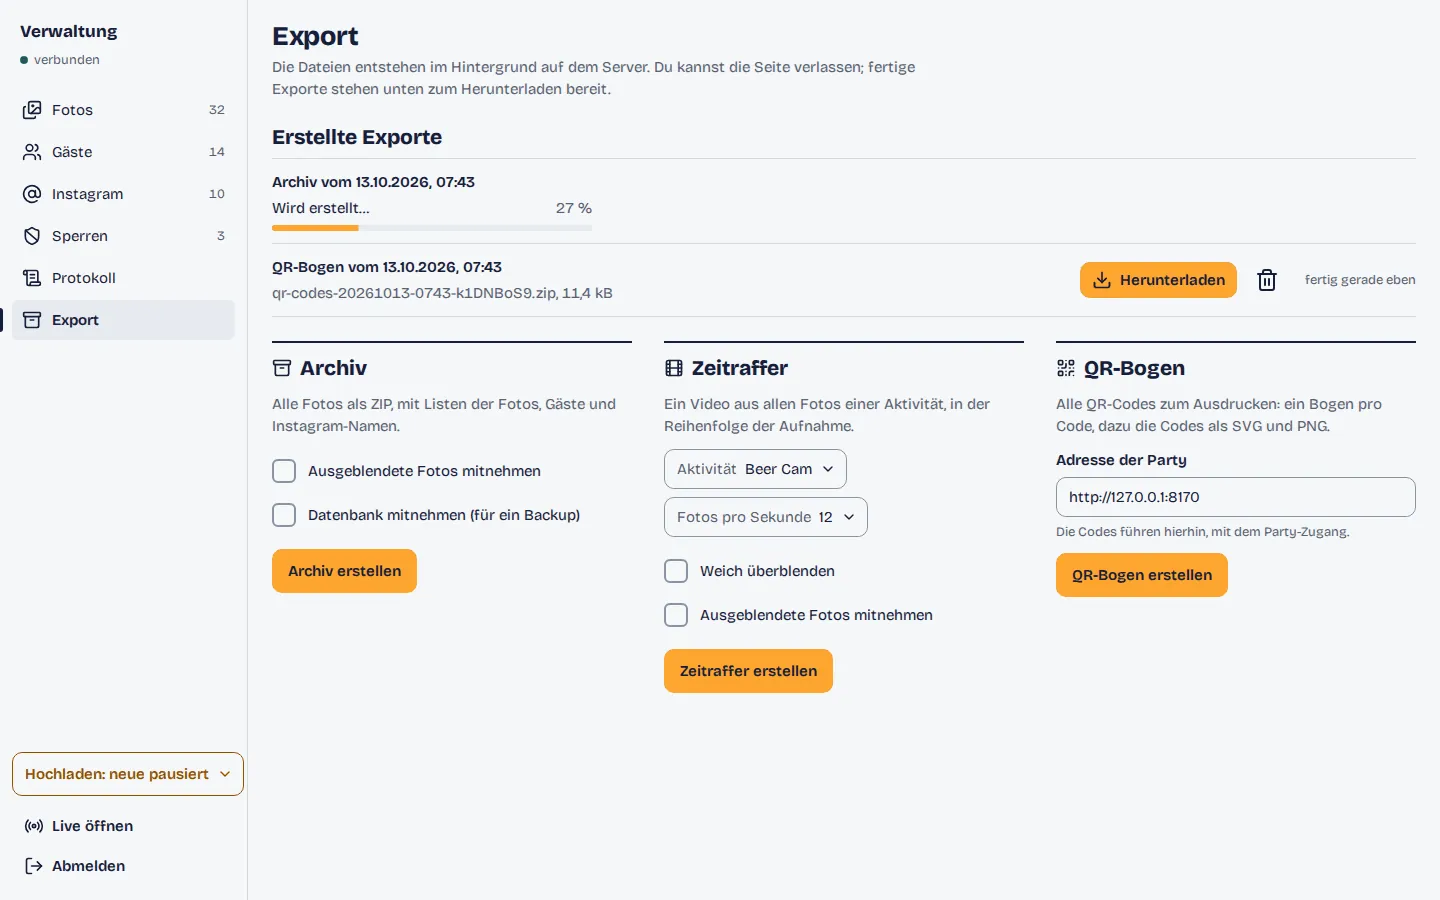 Verwaltung
verbunden
Fotos 32
Gäste 14
Instagram 10
Sperren 3
Protokoll
Export
Hochladen: neue pausiert
Live öffnen
Abmelden
Export
Die Dateien entstehen im Hintergrund auf dem Server. Du kannst die Seite verlassen; fertige
Exporte stehen unten zum Herunterladen bereit.
Erstellte Exporte
Archiv vom 13.10.2026, 07:43
Wird erstellt... 27 %
QR-Bogen vom 13.10.2026, 07:43
qr-codes-20261013-0743-k1DNBoS9.zip, 11,4 kB
Herunterladen
fertig gerade eben
Archiv
Alle Fotos als ZIP, mit Listen der Fotos, Gäste und
Instagram-Namen.
Ausgeblendete Fotos mitnehmen
Datenbank mitnehmen (für ein Backup)
Archiv erstellen
Zeitraffer
Ein Video aus allen Fotos einer Aktivität, in der
Reihenfolge der Aufnahme.
Aktivität Beer Cam
Fotos pro Sekunde 12
Weich überblenden
Ausgeblendete Fotos mitnehmen
Zeitraffer erstellen
QR-Bogen
Alle QR-Codes zum Ausdrucken: ein Bogen pro
Code, dazu die Codes als SVG und PNG.
Adresse der Party
http://127.0.0.1:8170
Die Codes führen hierhin, mit dem Party-Zugang.
QR-Bogen erstellen